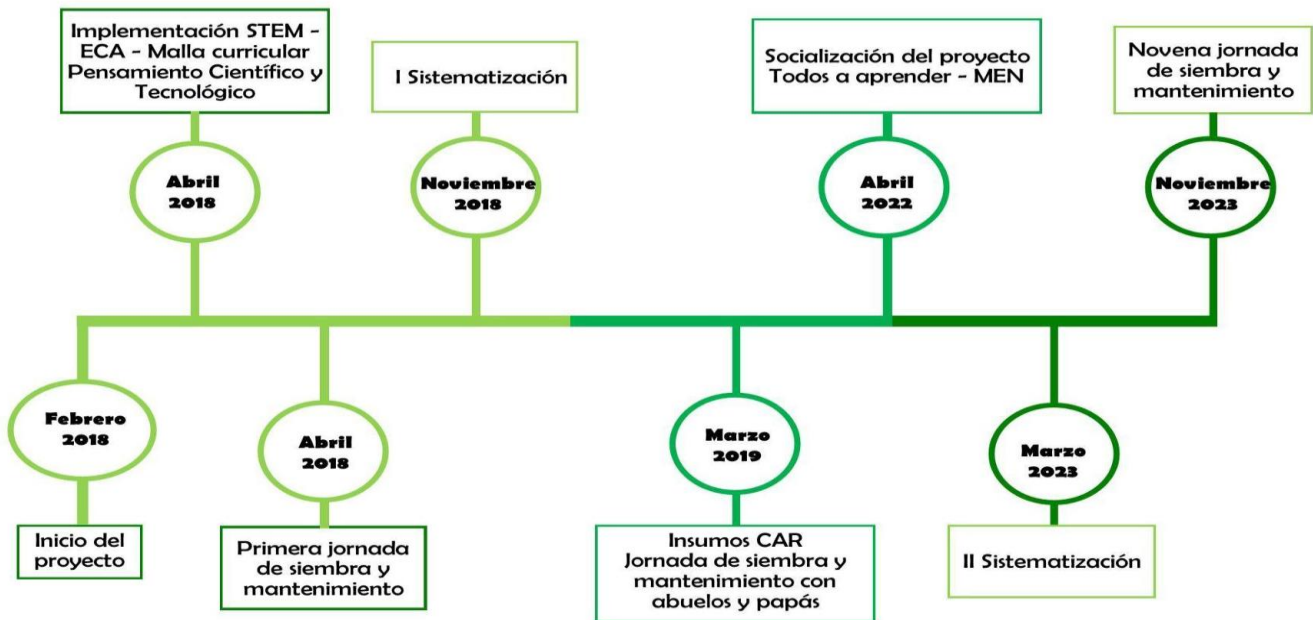 Implementación STEM -
ECA - Malla curricular
Pensamiento Científico y
Tecnológico
Abril
2018
I Sistematización
Noviembre
2018
Socialización del proyecto
Todos a aprender - MEN
Abril
2022
Novena jornada
de siembra y
mantenimiento
Noviembre
2023
Febrero
2018
Inicio del
proyecto
Abril
2018
Primera jornada
de siembra y
mantenimiento
Marzo
2019
Insumos CAR
Jornada de siembra y
mantenimiento con
abuelos y papás
Marzo
2023
II Sistematización